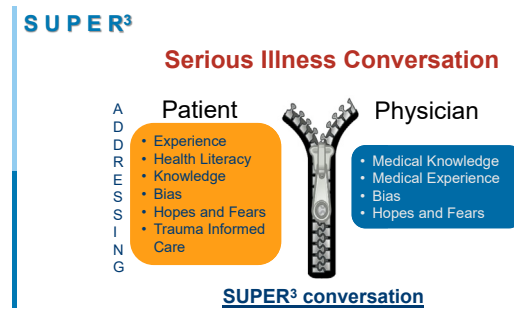 S U P E R³
Serious Illness Conversation
A
D
D
R
E
S
S
I
N
G
Patient
• Experience
• Health Literacy
• Knowledge
• Bias
• Hopes and Fears
• Trauma Informed
Care
Physician
• Medical Knowledge
• Medical Experience
• Bias
• Hopes and Fears
SUPER³ conversation